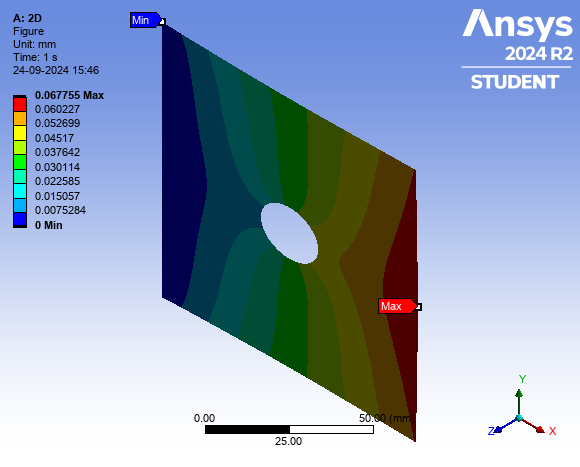 A: 2D
Figure
Unit: mm
Time: 1 s
24-09-2024 15:46
0.067755 Max
0.060227
0.052699
0.04517
0.037642
0.030114
0.022585
0.015057
0.0075284
0 Min
Min
Max
Ansys
2024 R2
STUDENT
0.00
50.00 (mm)
25.00
Y
Z
X